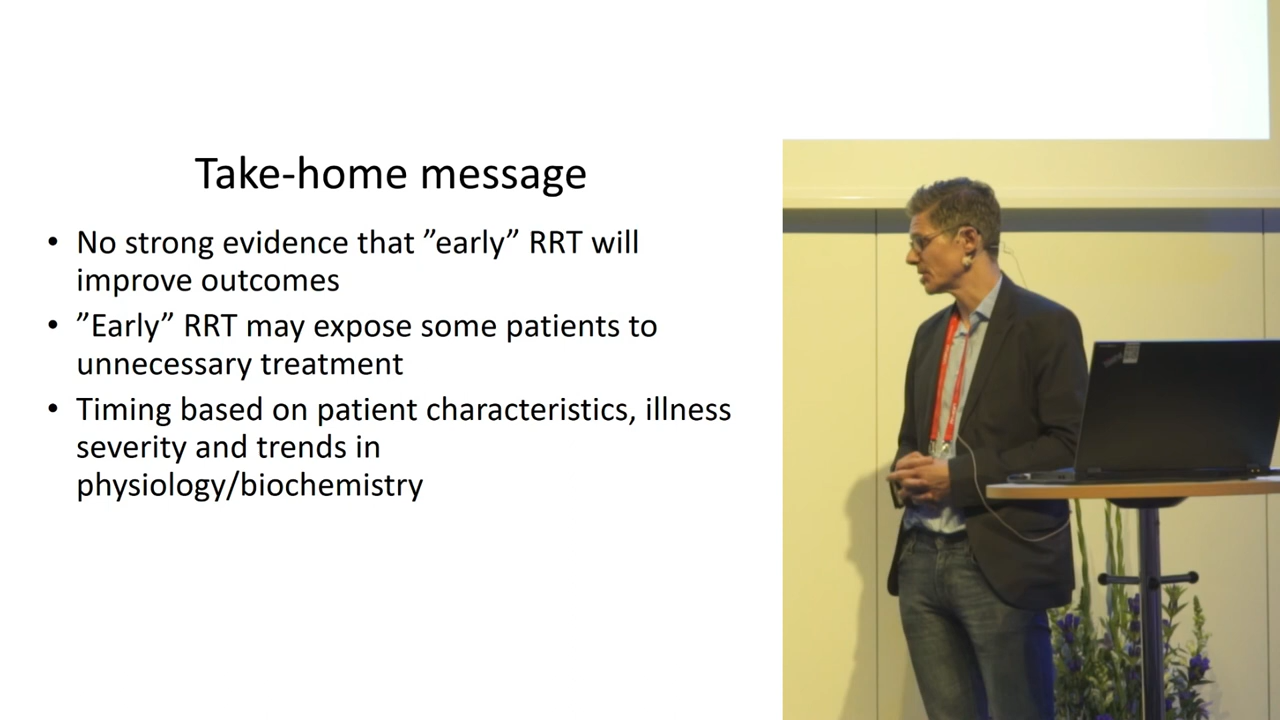 Take-home message
• No strong evidence that ”early” RRT will
improve outcomes
• ”Early” RRT may expose some patients to
unnecessary treatment
• Timing based on patient characteristics, illness
severity and trends in
physiology/biochemistry